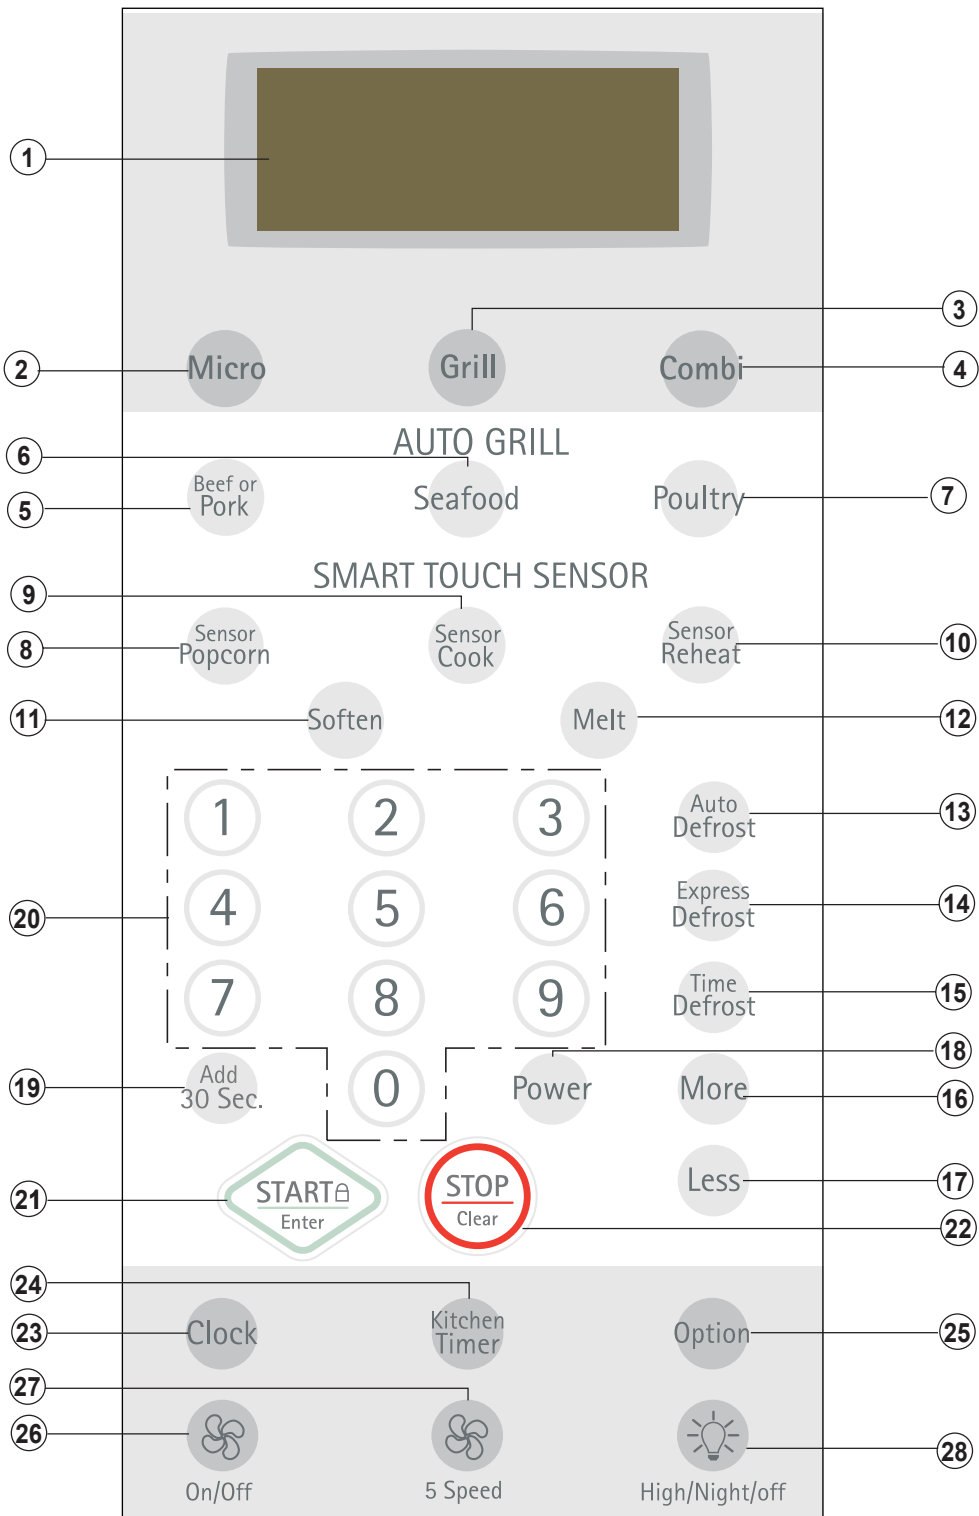 1
3
2
Micro
Grill
Combi
4
AUTO GRILL
6
5
Beef or
Pork
Seafood
Poultry
7
SMART TOUCH SENSOR
9
8
Sensor
Popcorn
Sensor
Cook
Sensor
Reheat
10
11
Soften
Melt
12
1
2
3
Auto
Defrost
13
20
4
5
6
Express
Defrost
14
7
8
9
Time
Defrost
15
18
19
Add
30 Sec.
0
Power
More
16
21
START
Enter
STOP
Clear
Less
17
22
24
23
Clock
Kitchen
Timer
Option
25
27
26
28
On/Off
5 Speed
High/Night/off